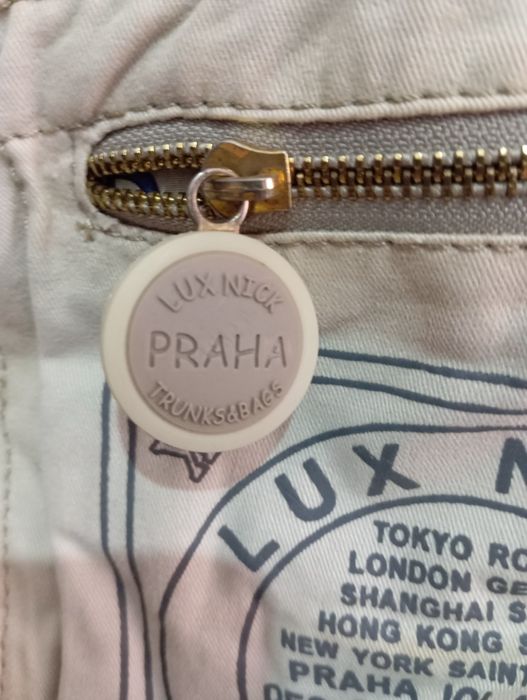 LUX NICK
PRAHA
TRUNKS&BAGS
LUX
TOKYO
LONDON
SHANGHAI
HONG KONG
NEW YORK
PRAHA